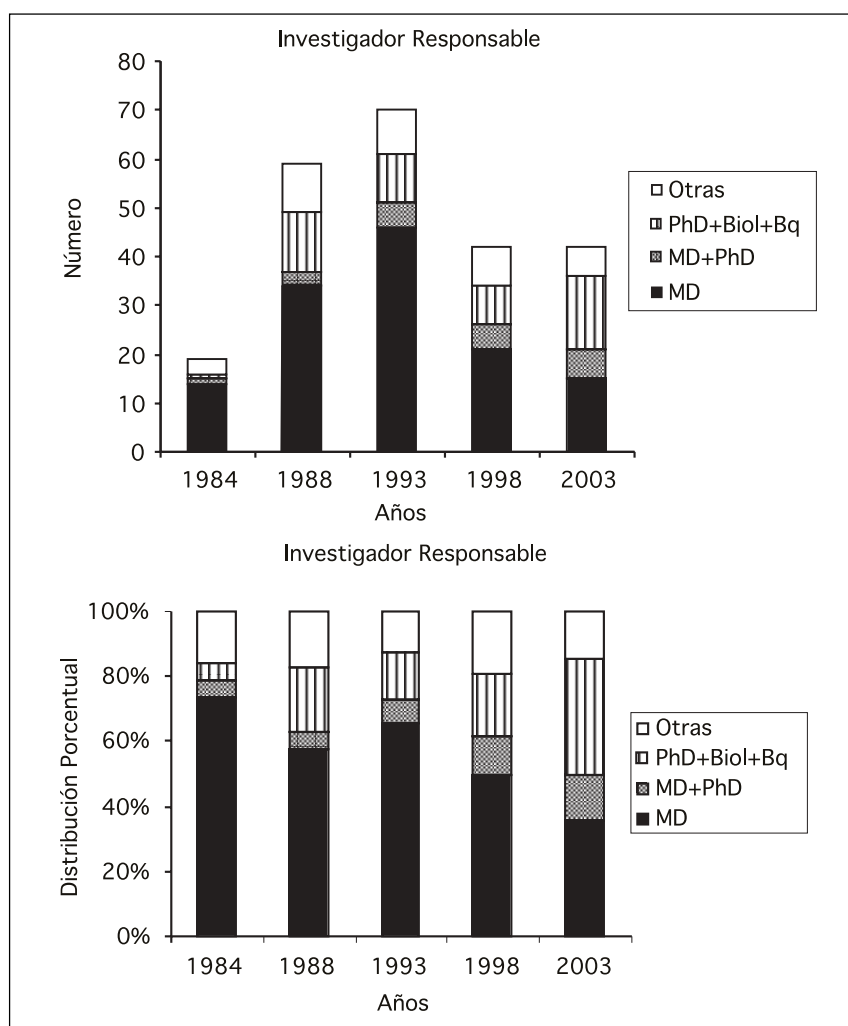 Investigador Responsable
80
70
60
50
40
30
20
10
0
Número
1984 1988 1993 1998 2003
Años
Otras
PhD+Biol+Bq
MD+PhD
MD
Investigador Responsable
100%
80%
60%
40%
20%
0%
Distribución Porcentual
1984 1988 1993 1998 2003
Años
Otras
PhD+Biol+Bq
MD+PhD
MD